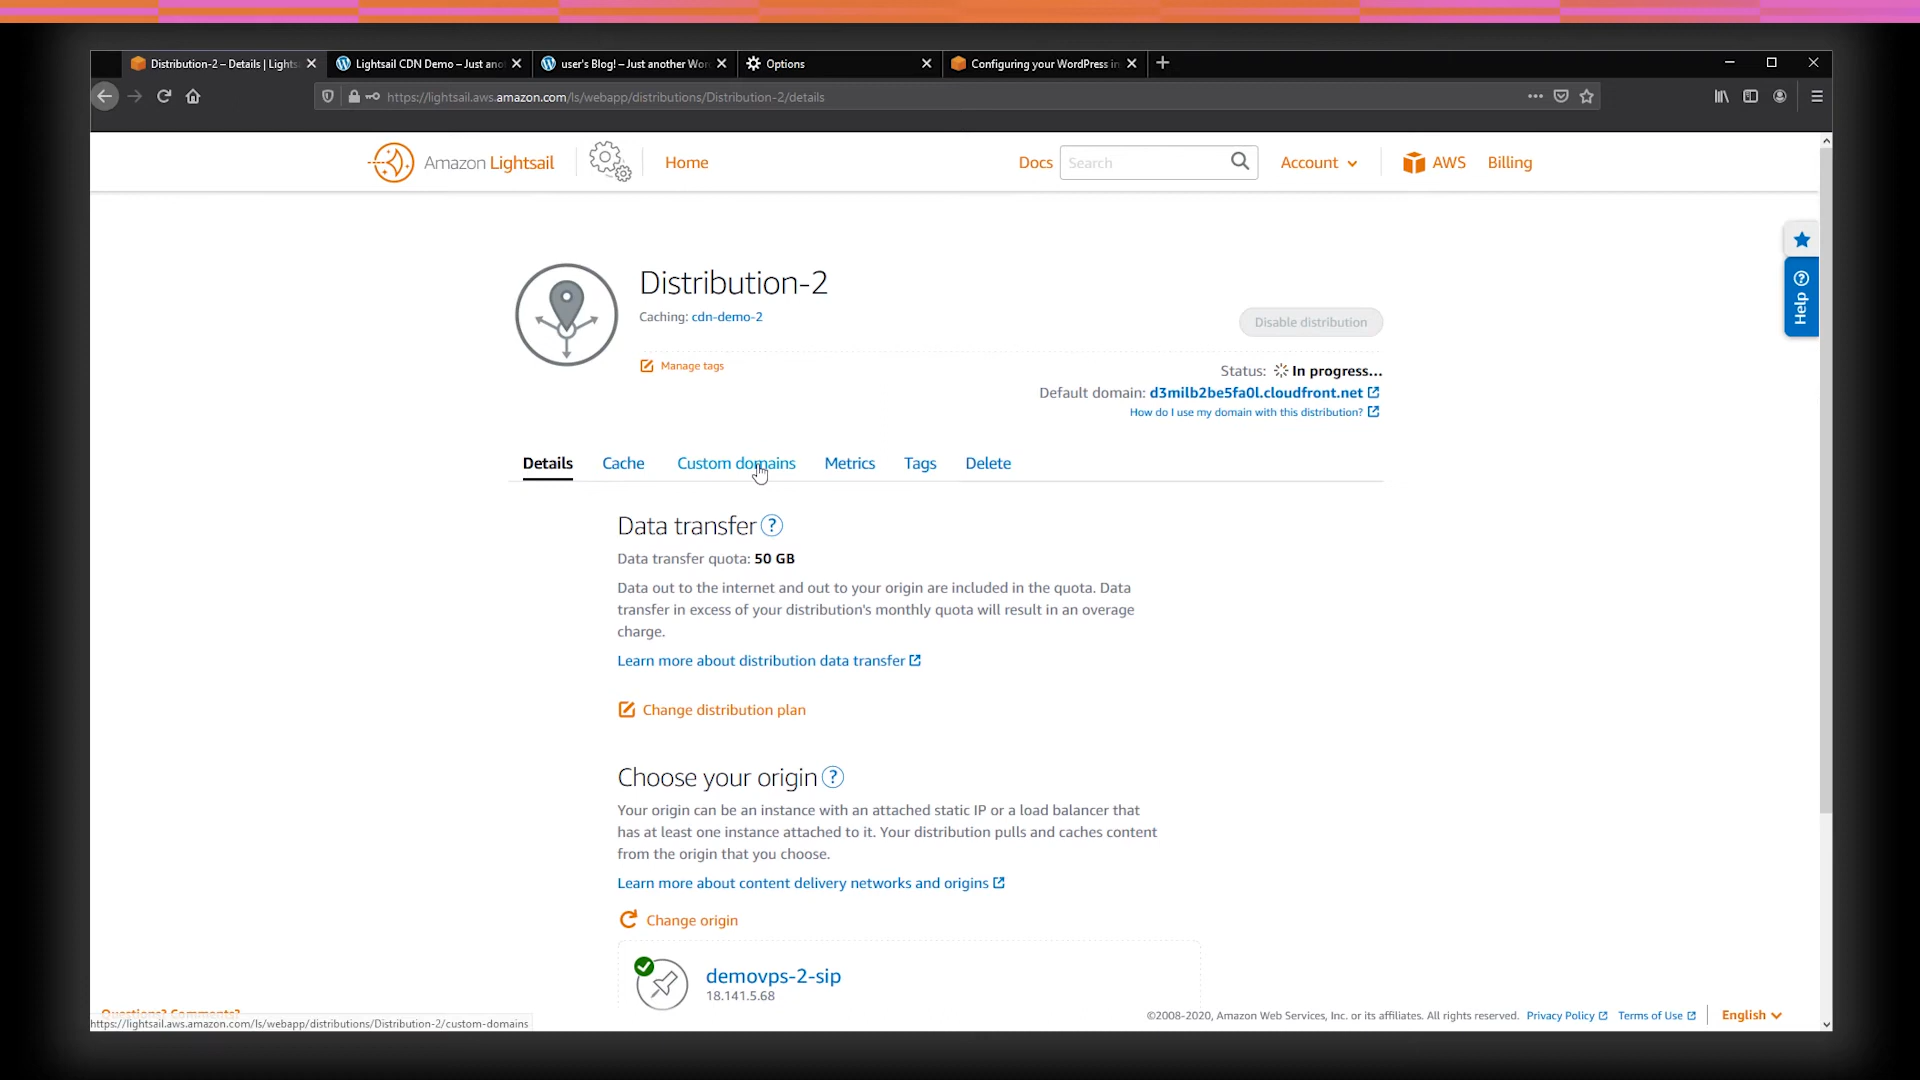 Distribution-2 – Details | Lights
Lightsail CDN Demo – Just ano
user's Blog! – Just another Wor
Options
Configuring your WordPress in
https://lightsail.aws.amazon.com/ls/webapp/distributions/Distribution-2/details
Amazon Lightsail
Home
Docs
Search
Account
AWS
Billing
Help
Distribution-2
Caching: cdn-demo-2
Disable distribution
Manage tags
Status: In progress...
Default domain: d3milb2be5fa0l.cloudfront.net
How do I use my domain with this distribution?
Details
Cache
Custom domains
Metrics
Tags
Delete
Data transfer
Data transfer quota: 50 GB
Data out to the internet and out to your origin are included in the quota. Data
transfer in excess of your distribution's monthly quota will result in an overage
charge.
Learn more about distribution data transfer
Change distribution plan
Choose your origin
Your origin can be an instance with an attached static IP or a load balancer that
has at least one instance attached to it. Your distribution pulls and caches content
from the origin that you choose.
Learn more about content delivery networks and origins
Change origin
demovps-2-sip
18.141.5.68
Questions? Comments?
©2008-2020, Amazon Web Services, Inc. or its affiliates. All rights reserved.
Privacy Policy
Terms of Use
English
https://lightsail.aws.amazon.com/ls/webapp/distributions/Distribution-2/custom-domains